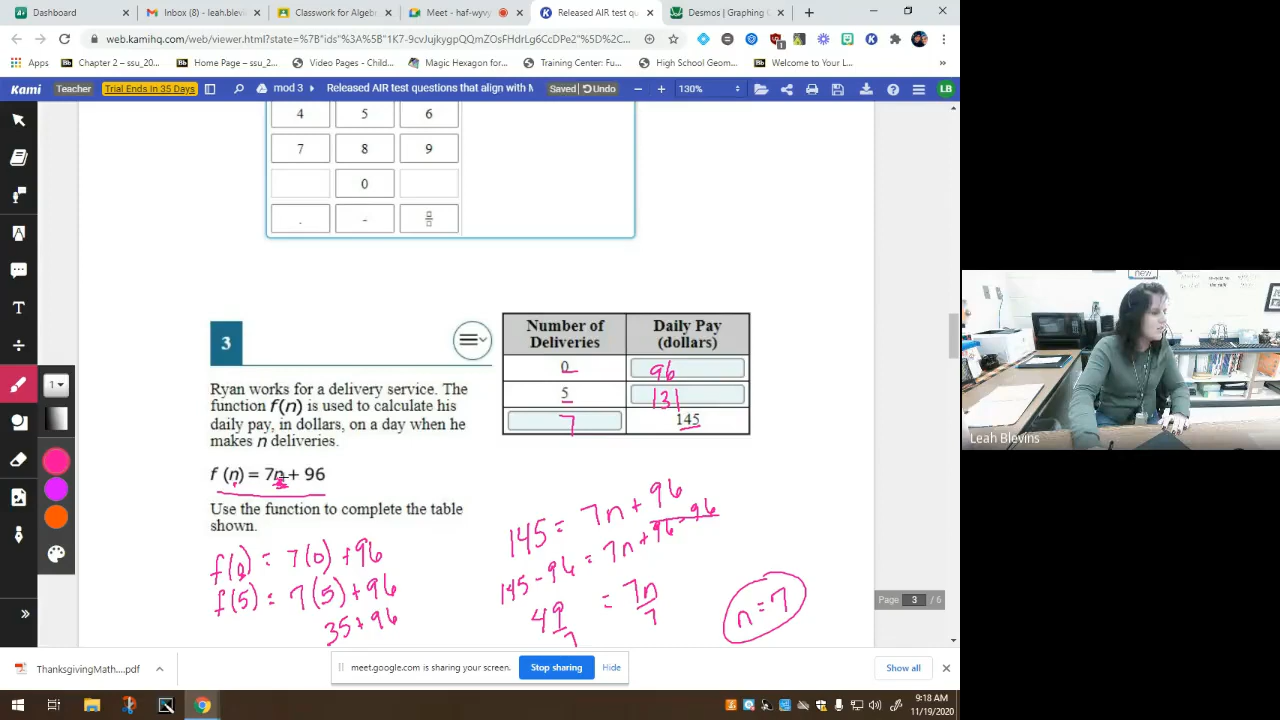 Dashboard
Inbox (8) - leah.blevi
Classwork for Algebr
Meet - haf-wyvy
Released AIR test qu
Desmos | Graphing C
web.kamihq.com/web/viewer.html?state=%7B"ids"%3A%5B"1K7-9cvJujkygpQQmZOsFHdrLg6CcDPe2"%5D%2C...
Apps
Chapter 2 – ssu_20...
Home Page – ssu_2...
Video Pages - Child...
Magic Hexagon for...
Training Center: Fu...
High School Geom...
Welcome to Your L...
Kami
Teacher
Trial Ends In 35 Days
mod 3
Released AIR test questions that align with M
Saved
Undo
130%
LB
4 5 6
7 8 9
0
. -
3
Number of Deliveries
Daily Pay (dollars)
0 96
5 131
7 145
Ryan works for a delivery service. The
function f(n) is used to calculate his
daily pay, in dollars, on a day when he
makes n deliveries.
f (n) = 7n + 96
Use the function to complete the table
shown.
f(0) = 7(0) + 96
f(5) = 7(5) + 96
35 + 96
145 = 7n + 96
145 - 96 = 7n + 96 - 96
49 = 7n
7 7
n = 7
T
1
Page 3 / 6
new
Leah Blevins
ThanksgivingMath....pdf
meet.google.com is sharing your screen.
Stop sharing
Hide
Show all
9:18 AM
11/19/2020